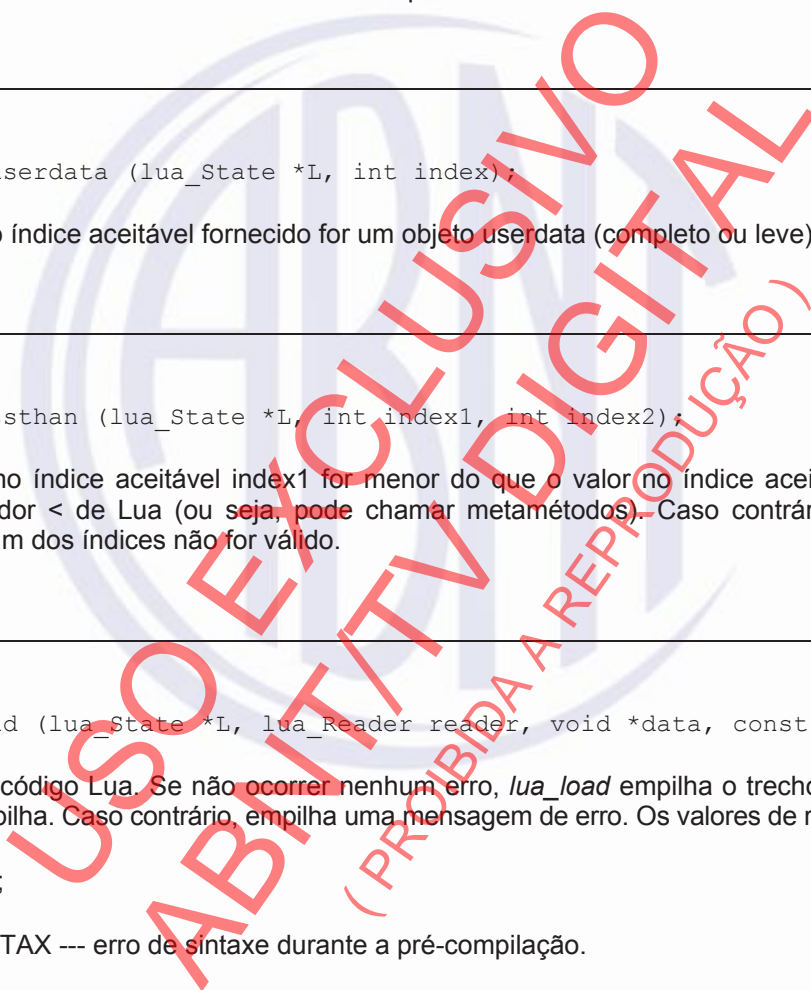 serdata (lua_State *L, int index);
índice aceitável fornecido for um objeto userdata (completo ou leve)
ssthan (lua_State *L, int index1, int index2);
no índice aceitável index1 for menor do que o valor no índice acei
dor < de Lua (ou seja, pode chamar metamétodos). Caso contrár
m dos índices não for válido.
ad (lua_State *L, lua_Reader reader, void *data, const
código Lua. Se não ocorrer nenhum erro, lua_load empilha o trecho
pilha. Caso contrário, empilha uma mensagem de erro. Os valores de r
;
TAX --- erro de sintaxe durante a pré-compilação.
USO EXCLUSIVO
ABNT/TV DIGITAL
( PROIBIDA A REPRODUÇÃO )
ABNT